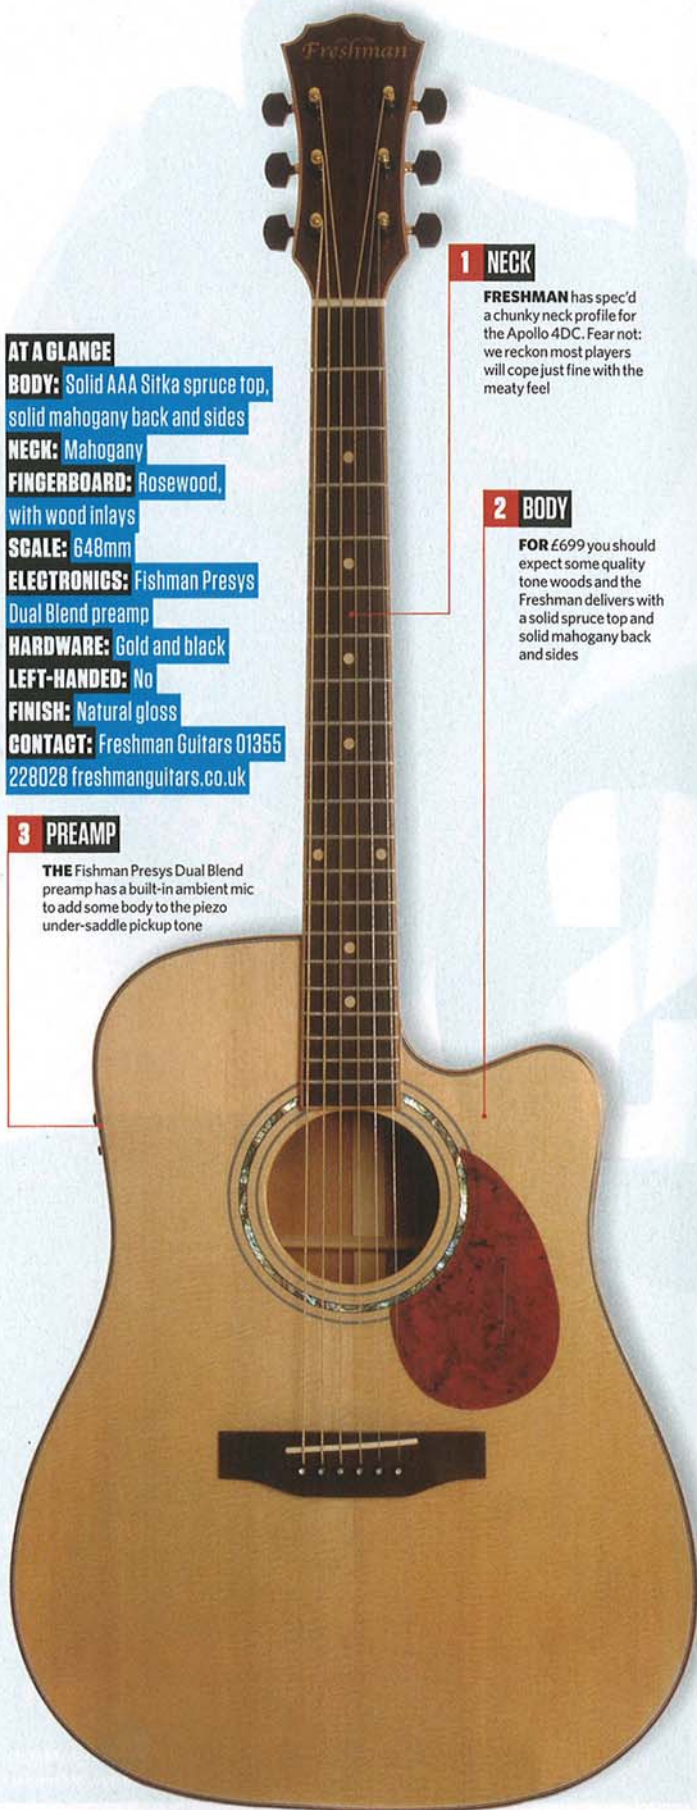 Freshman
1 NECK
FRESHMAN has spec'd
a chunky neck profile for
the Apollo 4DC. Fear not:
we reckon most players
will cope just fine with the
meaty feel
AT A GLANCE
BODY: Solid AAA Sitka spruce top,
solid mahogany back and sides
NECK: Mahogany
FINGERBOARD: Rosewood,
with wood inlays
SCALE: 648mm
ELECTRONICS: Fishman Presys
Dual Blend preamp
HARDWARE: Gold and black
LEFT-HANDED: No
FINISH: Natural gloss
CONTACT: Freshman Guitars 01355
228028 freshmanguitars.co.uk
2 BODY
FOR £699 you should
expect some quality
tone woods and the
Freshman delivers with
a solid spruce top and
solid mahogany back
and sides
3 PREAMP
THE Fishman Presys Dual Blend
preamp has a built-in ambient mic
to add some body to the piezo
under-saddle pickup tone